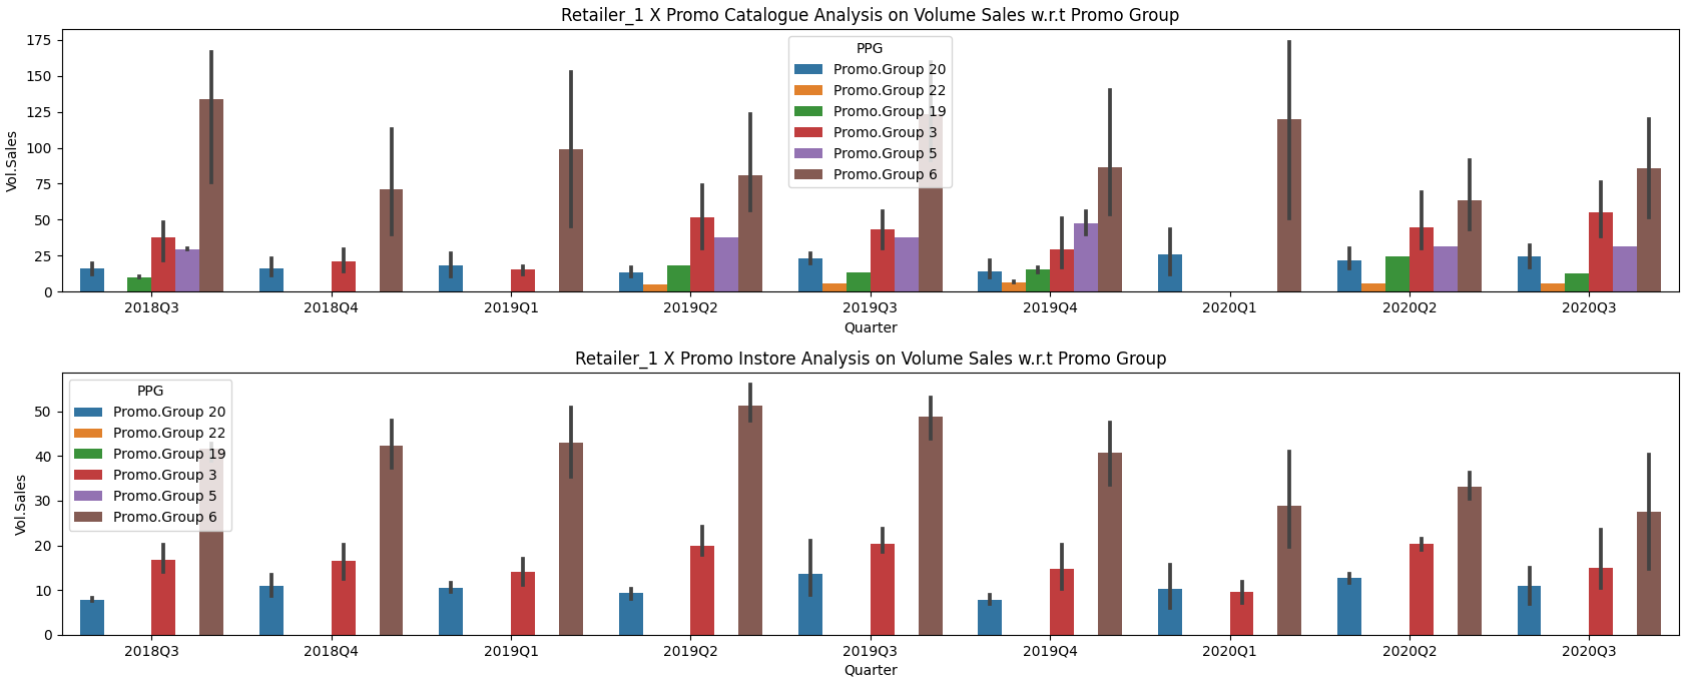 Retailer_1 X Promo Catalogue Analysis on Volume Sales w.r.t Promo Group
Vol.Sales
175
150
125
100
75
50
25
0
PPG
Promo.Group 20
Promo.Group 22
Promo.Group 19
Promo.Group 3
Promo.Group 5
Promo.Group 6
2018Q3 2018Q4 2019Q1 2019Q2 2019Q3 2019Q4 2020Q1 2020Q2 2020Q3
Quarter
Retailer_1 X Promo Instore Analysis on Volume Sales w.r.t Promo Group
Vol.Sales
50
40
30
20
10
0
PPG
Promo.Group 20
Promo.Group 22
Promo.Group 19
Promo.Group 3
Promo.Group 5
Promo.Group 6
2018Q3 2018Q4 2019Q1 2019Q2 2019Q3 2019Q4 2020Q1 2020Q2 2020Q3
Quarter